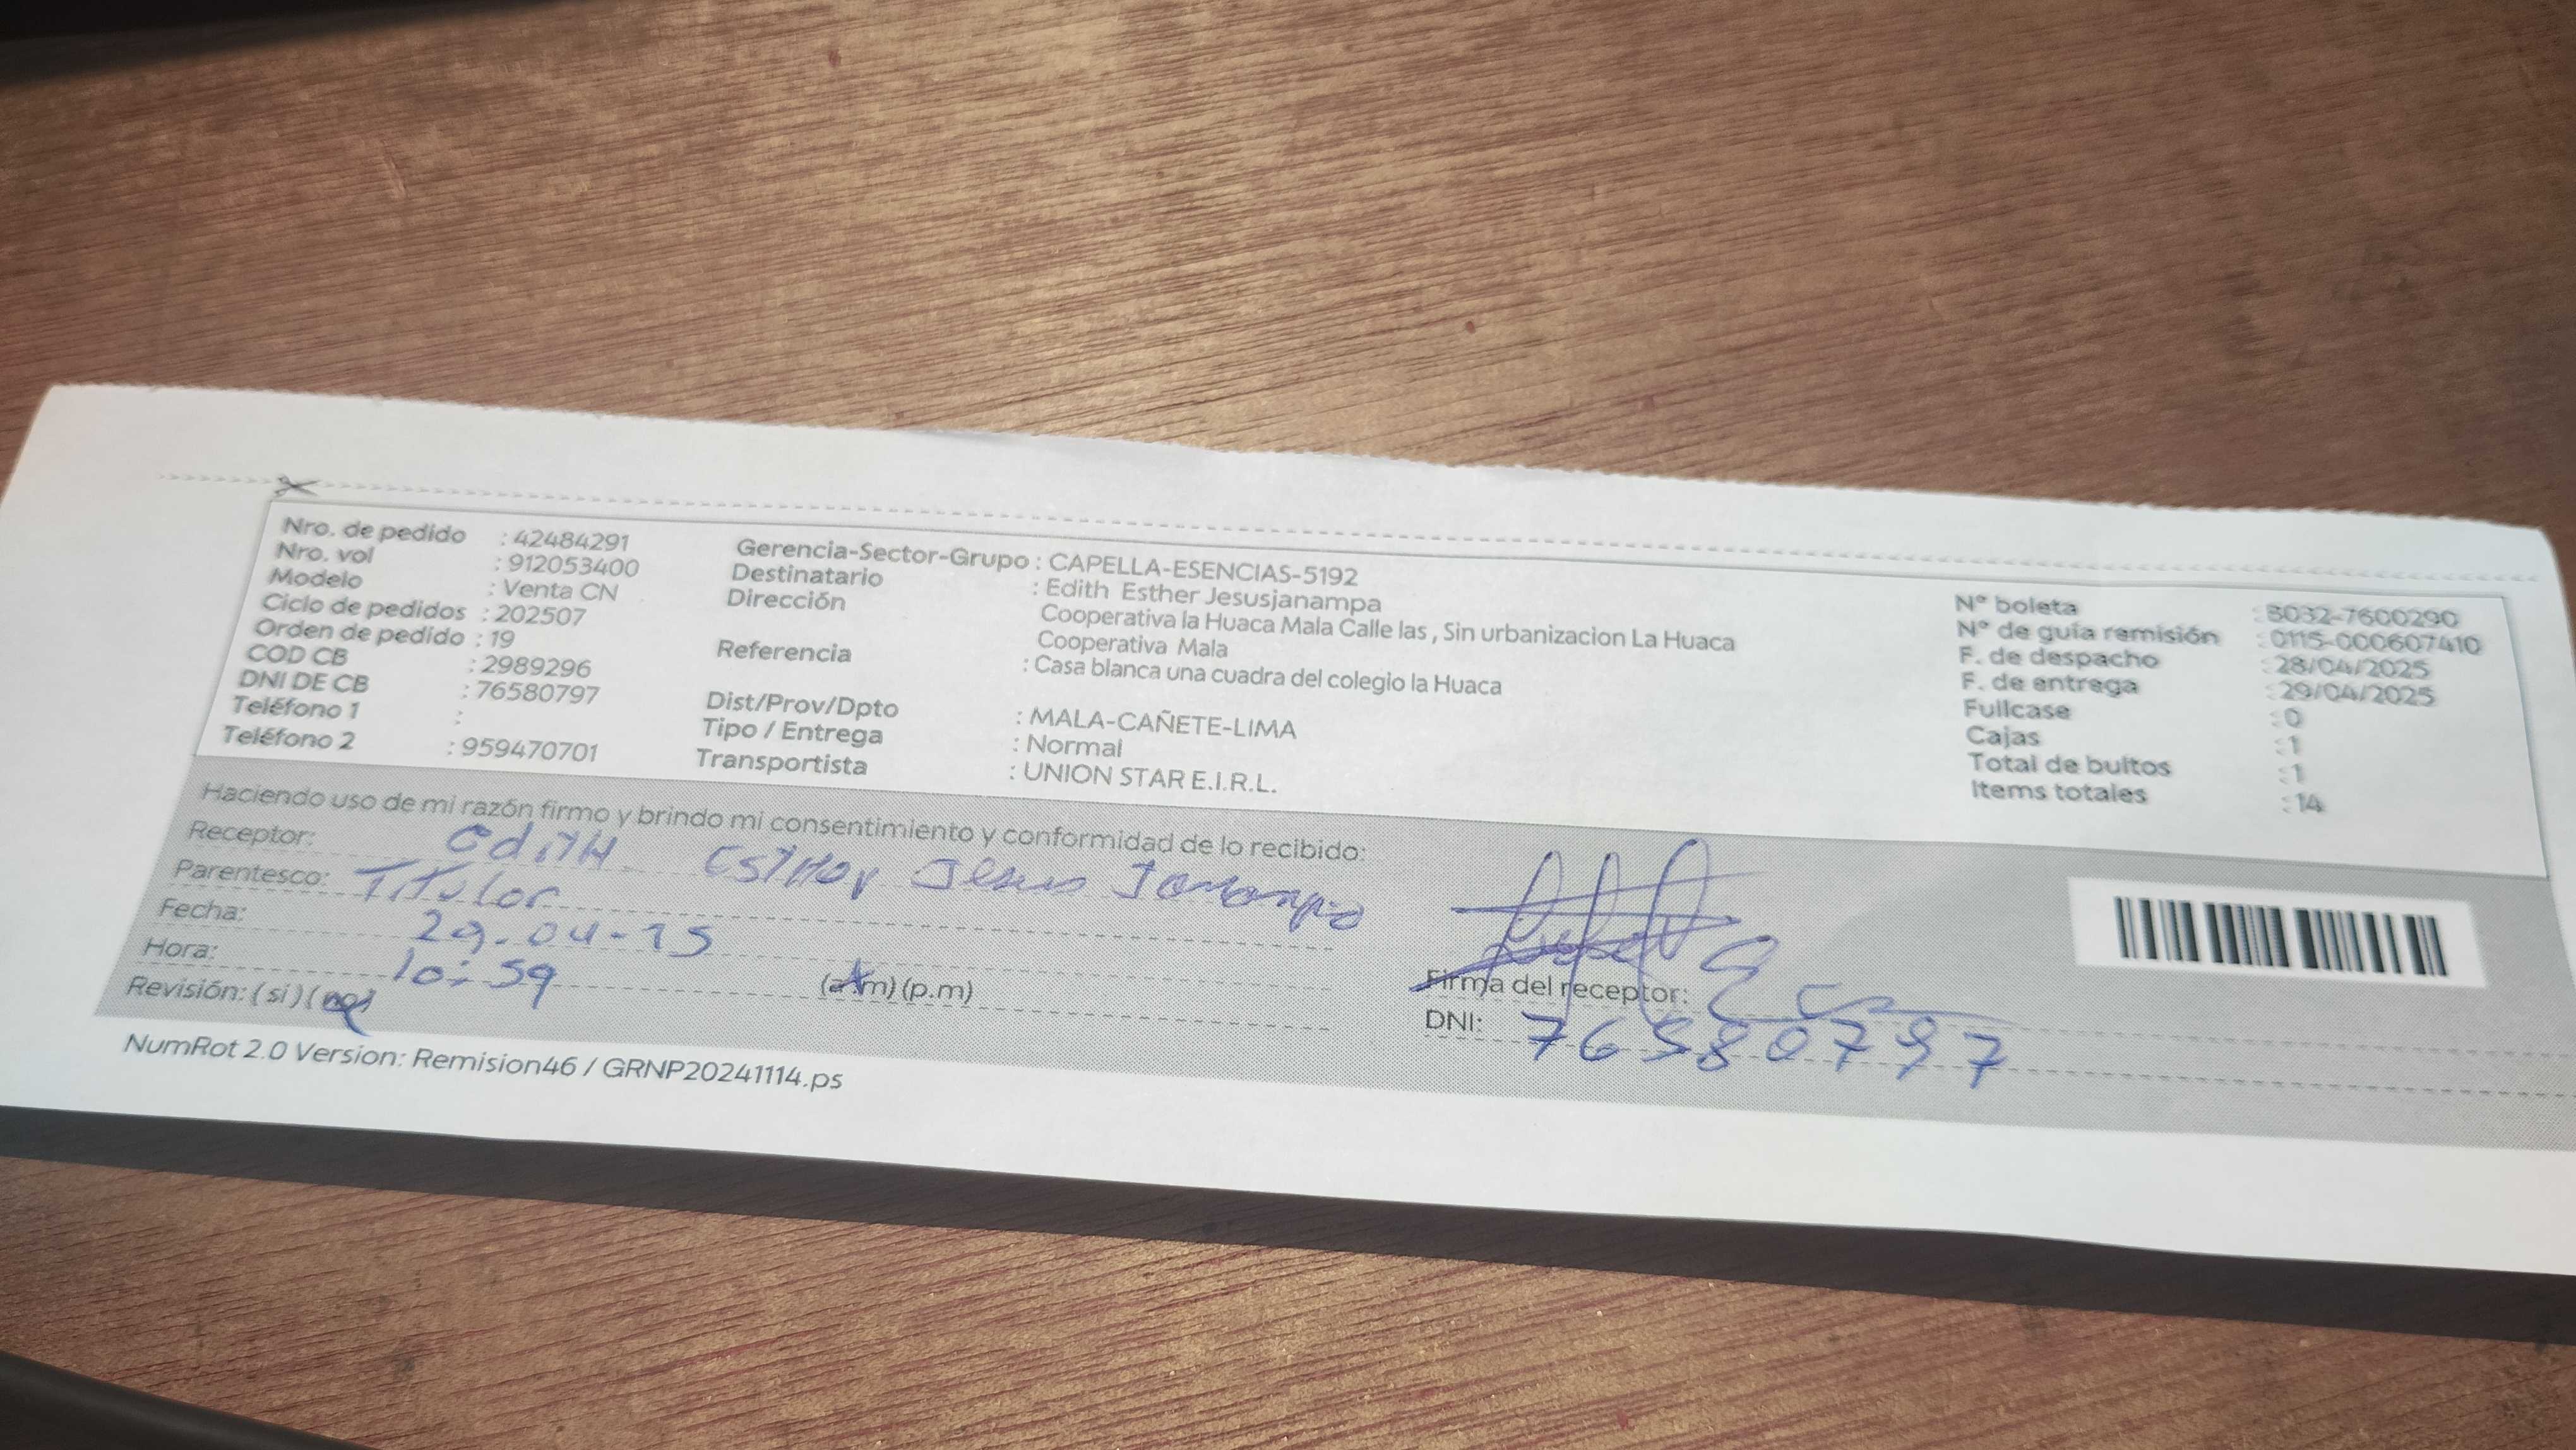 Nro. de pedido : 42484291
Nro. vol : 912053400
Modelo : Venta CN
Ciclo de pedidos : 202507
Orden de pedido : 19
COD CB : 2989296
DNI DE CB : 76580797
Teléfono 1 :
Teléfono 2 : 959470701
Gerencia-Sector-Grupo : CAPELLA-ESENCIAS-5192
Destinatario : Edith Esther Jesusjanampa
Dirección Cooperativa la Huaca Mala Calle las , Sin urbanizacion La Huaca
Cooperativa Mala
Referencia : Casa blanca una cuadra del colegio la Huaca
Dist/Prov/Dpto : MALA-CAÑETE-LIMA
Tipo / Entrega : Normal
Transportista : UNION STAR E.I.R.L.
N° boleta : B032-7600290
N° de guía remisión : 0115-000607410
F. de despacho : 28/04/2025
F. de entrega : 29/04/2025
Fullcase : 0
Cajas : 1
Total de bultos : 1
Items totales : 14
Haciendo uso de mi razón firmo y brindo mi consentimiento y conformidad de lo recibido:
Receptor: Edith Esther Jesus Janampa
Parentesco: Titular
Fecha: 29-04-25
Hora: 10:59 (a.m) (p.m)
Revisión: (si) (no)
Firma del receptor:
DNI: 76580797
NumRot 2.0 Version: Remision46 / GRNP20241114.ps